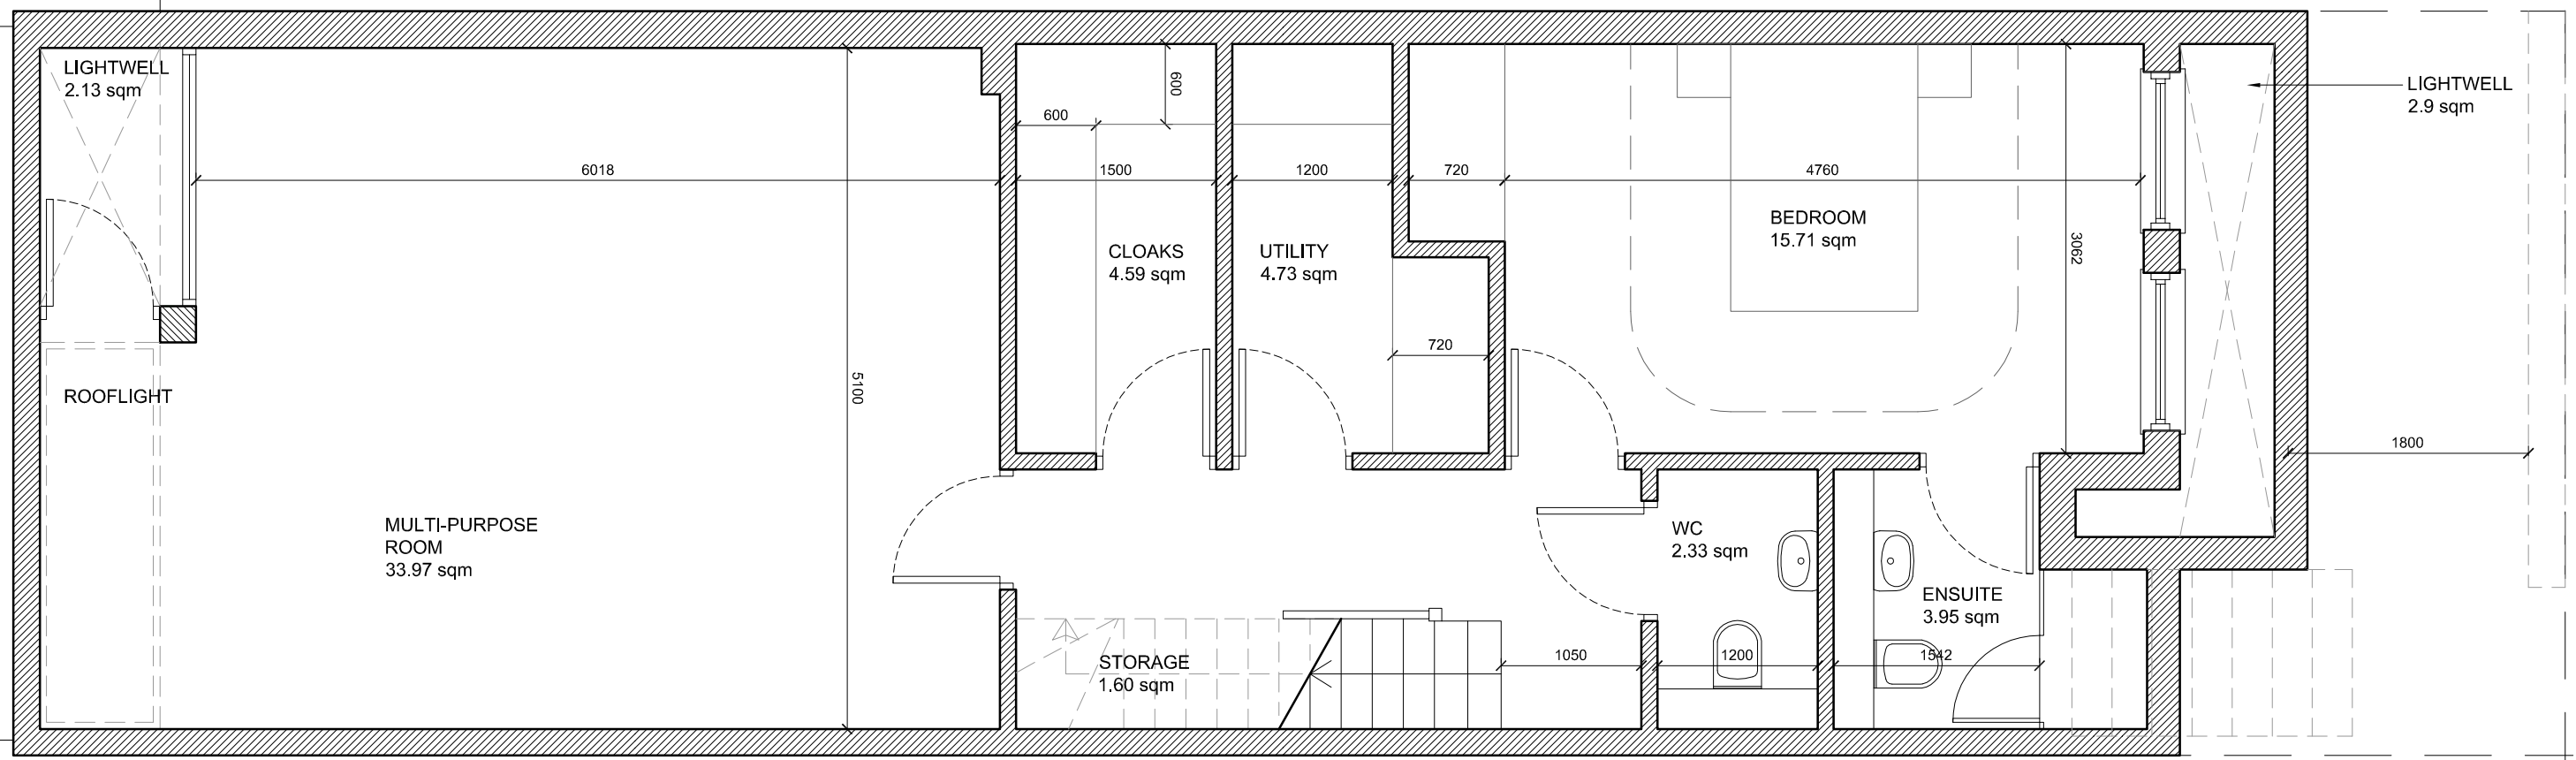 LIGHTWELL
2.13 sqm
LIGHTWELL
2.9 sqm
600
600
6018
1500
1200
720
4760
BEDROOM
15.71 sqm
3062
CLOAKS
4.59 sqm
UTILITY
4.73 sqm
720
ROOFLIGHT
5100
1800
MULTI-PURPOSE
ROOM
33.97 sqm
WC
2.33 sqm
ENSUITE
3.95 sqm
STORAGE
1.60 sqm
1050
1200
1542